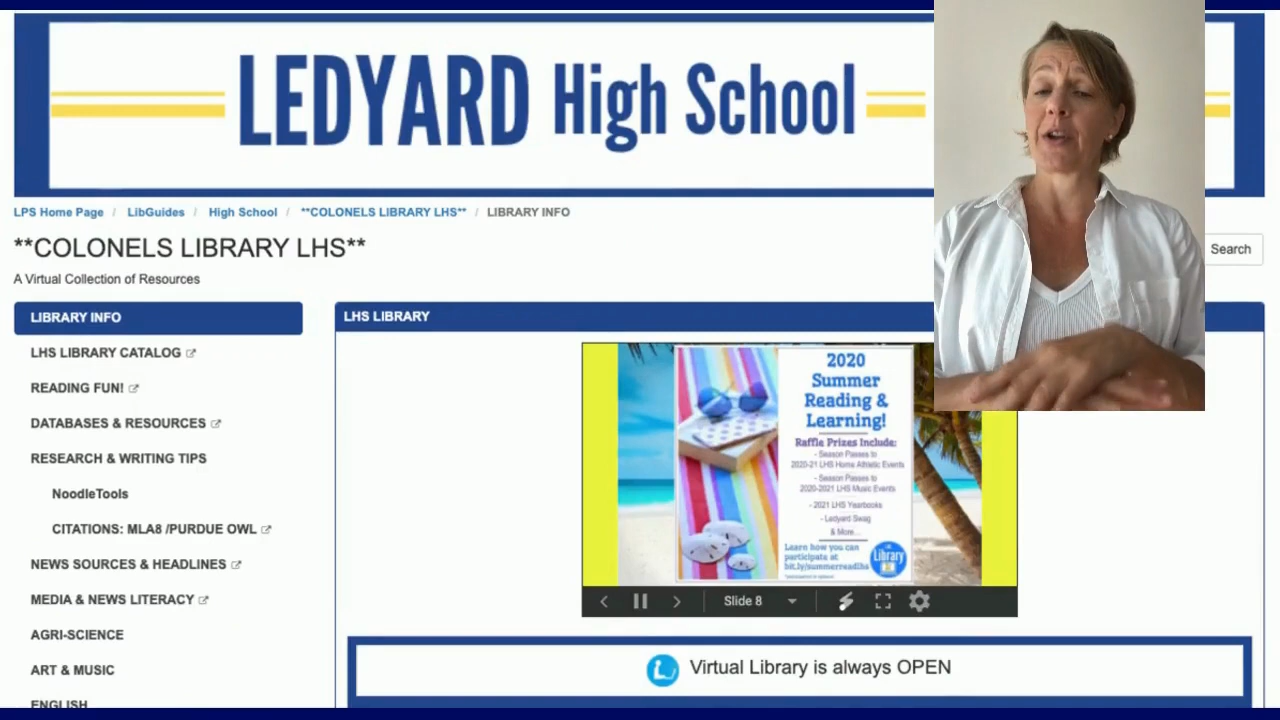 LEDYARD High School
LPS Home Page / LibGuides / High School / **COLONELS LIBRARY LHS** / LIBRARY INFO
**COLONELS LIBRARY LHS**
Search
A Virtual Collection of Resources
LIBRARY INFO
LHS LIBRARY CATALOG
READING FUN!
DATABASES & RESOURCES
RESEARCH & WRITING TIPS
NoodleTools
CITATIONS: MLA8 /PURDUE OWL
NEWS SOURCES & HEADLINES
MEDIA & NEWS LITERACY
AGRI-SCIENCE
ART & MUSIC
ENGLISH
LHS LIBRARY
2020
Summer
Reading &
Learning!
Raffle Prizes Include:
- Season Passes to
2020-21 LHS Home Athletic Events
- Season Passes to
2020-2021 LHS Music Events
- 2021 LHS Yearbooks
- Ledyard Swag
& More...
Learn how you can
participate at
bit.ly/summerreadlhs
Library
Slide 8
Virtual Library is always OPEN